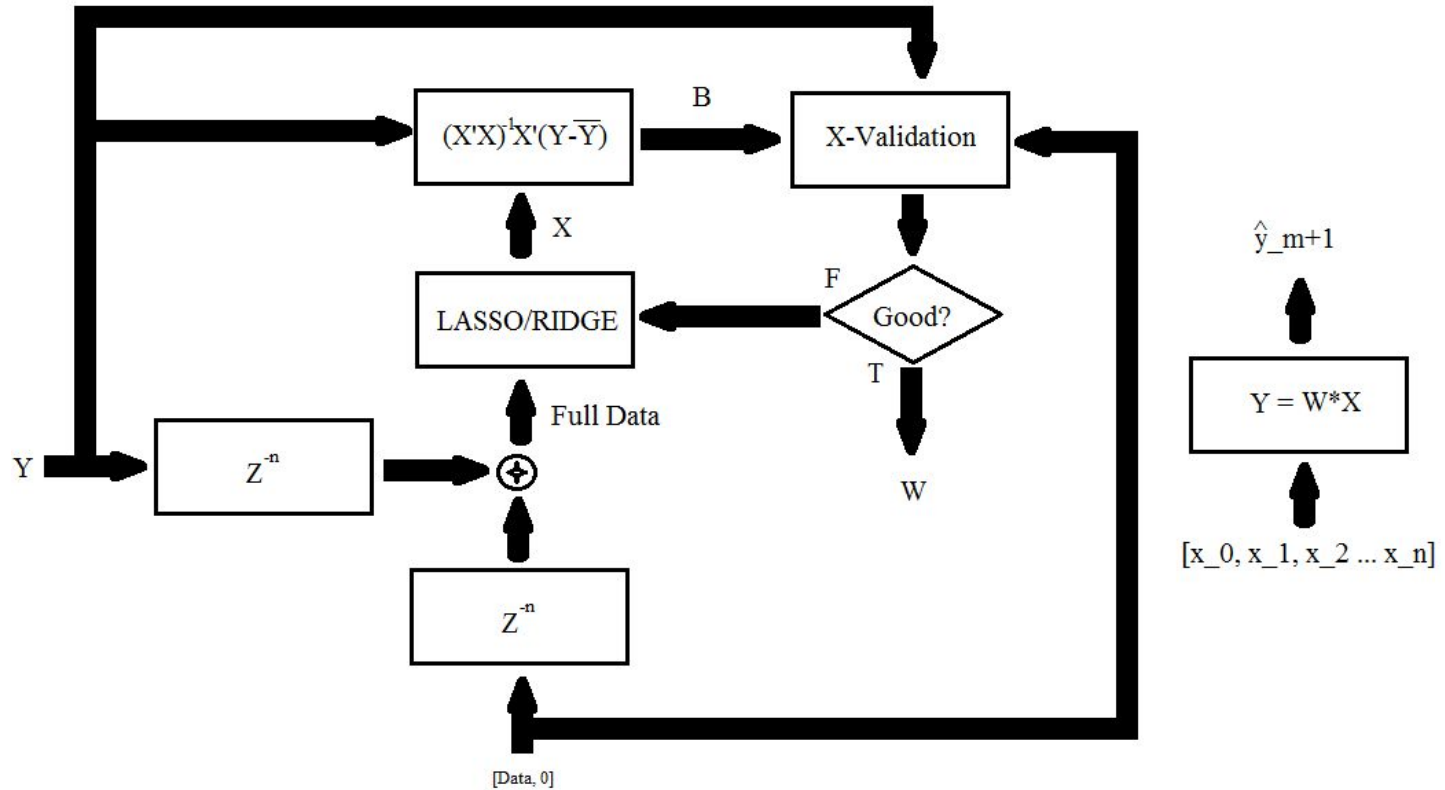 B
(X'X)⁻¹X'(Y-Y̅)
X-Validation
X
ŷ_m+1
F
LASSO/RIDGE
Good?
T
Full Data
Y = W*X
Y
Z⁻ⁿ
W
[x_0, x_1, x_2 ... x_n]
Z⁻ⁿ
[Data, 0]